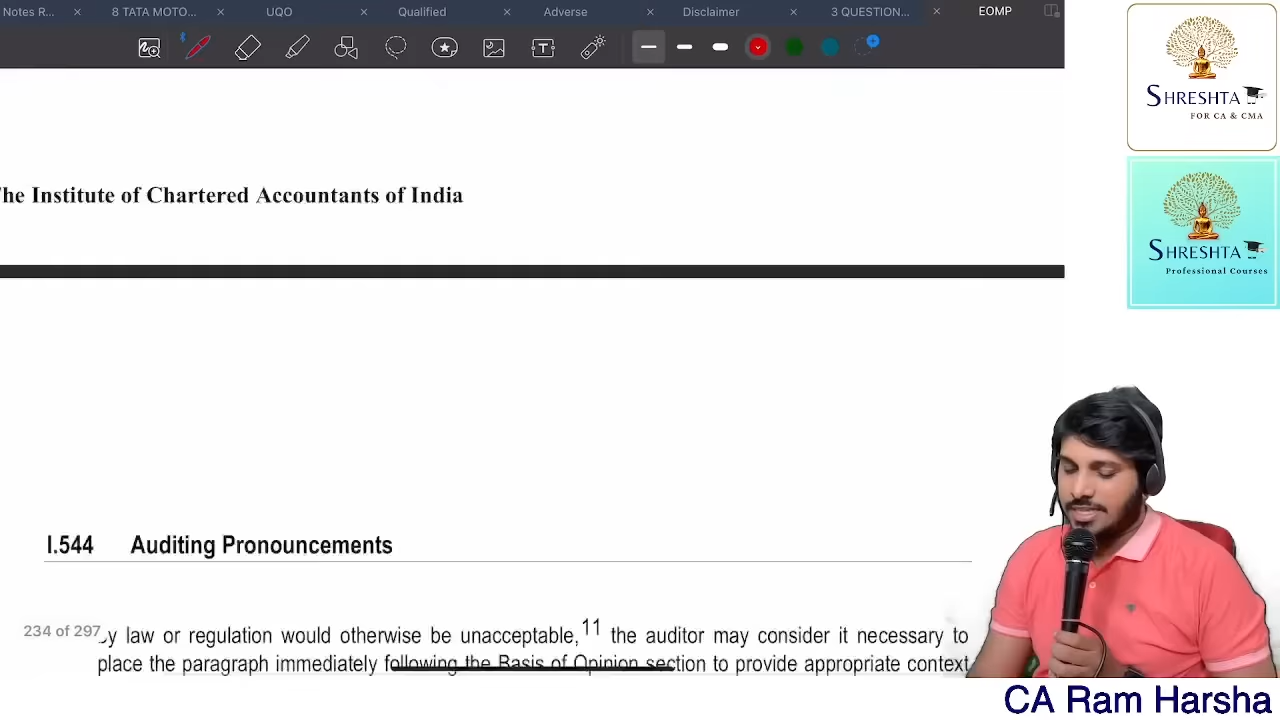 Notes R... × 8 TATA MOTO... × UQO × Qualified × Adverse × Disclaimer × 3 QUESTION... × EOMP
SHRESHTA
FOR CA & CMA
The Institute of Chartered Accountants of India
SHRESHTA
Professional Courses
I.544 Auditing Pronouncements
234 of 297
by law or regulation would otherwise be unacceptable,11 the auditor may consider it necessary to
place the paragraph immediately following the Basis of Opinion section to provide appropriate context
CA Ram Harsha